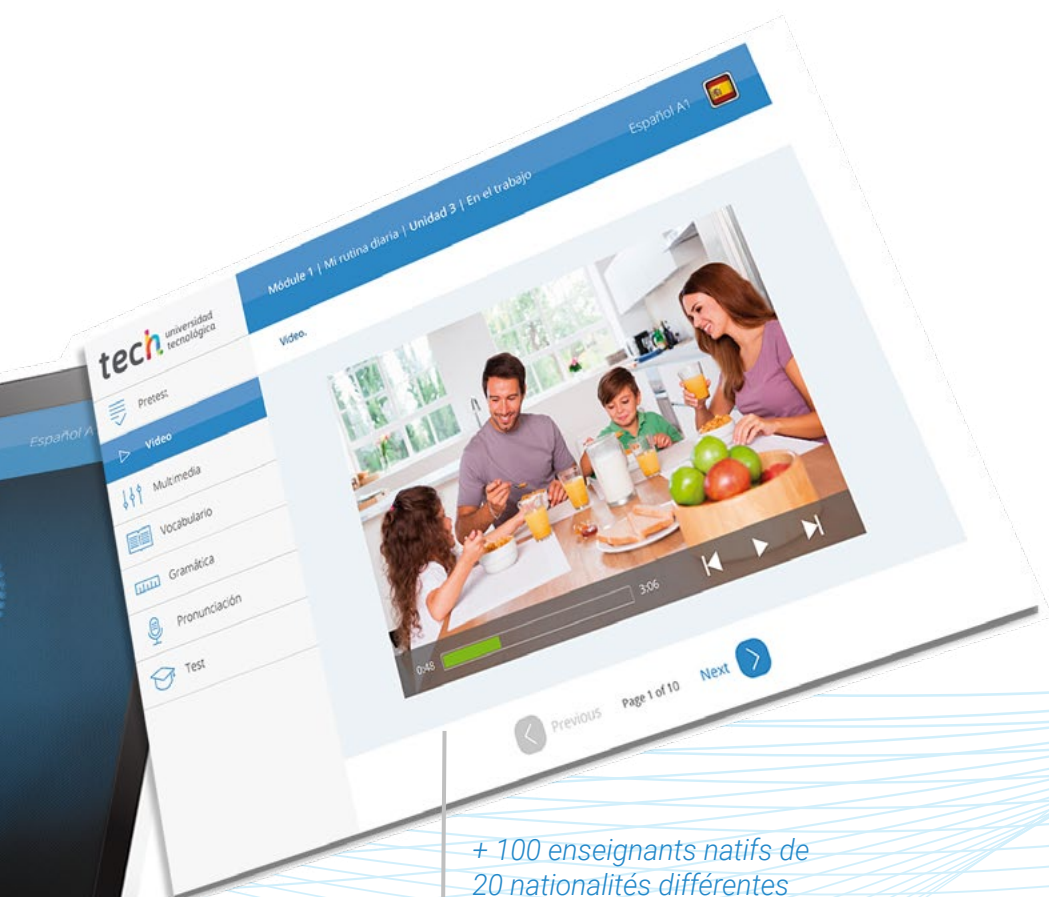 Español A1
Módule 1 | Mi rutina diaria | Unidad 3 | En el trabajo
tech universidad
tecnológica
Video.
Pretest
Video
Multimedia
Vocabulario
Gramática
Pronunciación
Test
Español A
0:48
3:06
Previous
Page 1 of 10
Next
+ 100 enseignants natifs de
20 nationalités différentes